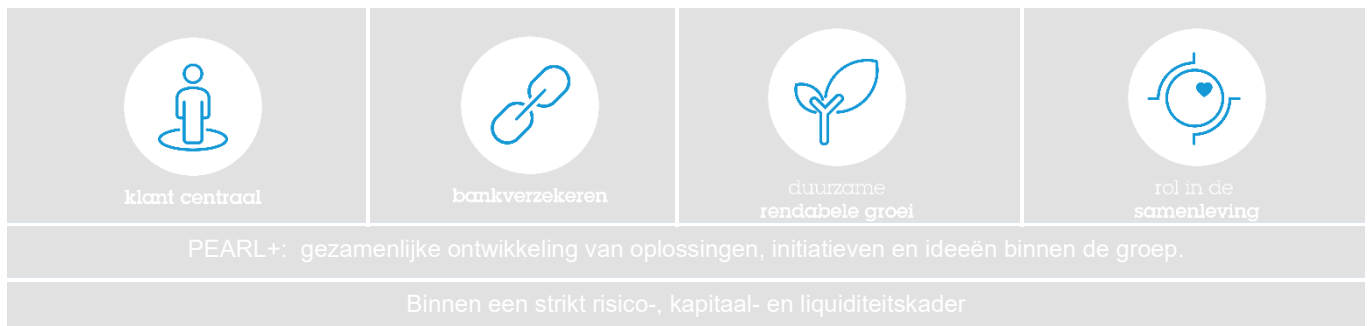 klant centraal
bankverzekeren
duurzame
rendabele groei
rol in de
samenleving
PEARL+:  gezamenlijke ontwikkeling van oplossingen, initiatieven en ideeën binnen de groep.
Binnen een strikt risico-, kapitaal- en liquiditeitskader